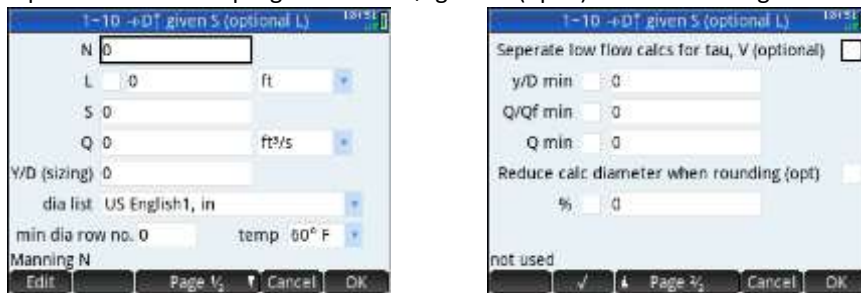 1-10 →D↑ given S (optional L)
N 0
L 0 ft
S 0
Q 0 ft³/s
Y/D (sizing) 0
dia list US English1, in
min dia row no. 0 temp 60° F
Manning N
Edit Page ½ ▼ Cancel OK
1-10 →D↑ given S (optional L)
Seperate low flow calcs for tau, V (optional)
y/D min 0
Q/Qf min 0
Q min 0
Reduce calc diameter when rounding (opt)
% 0
not used
√ Page 2/2 Cancel OK